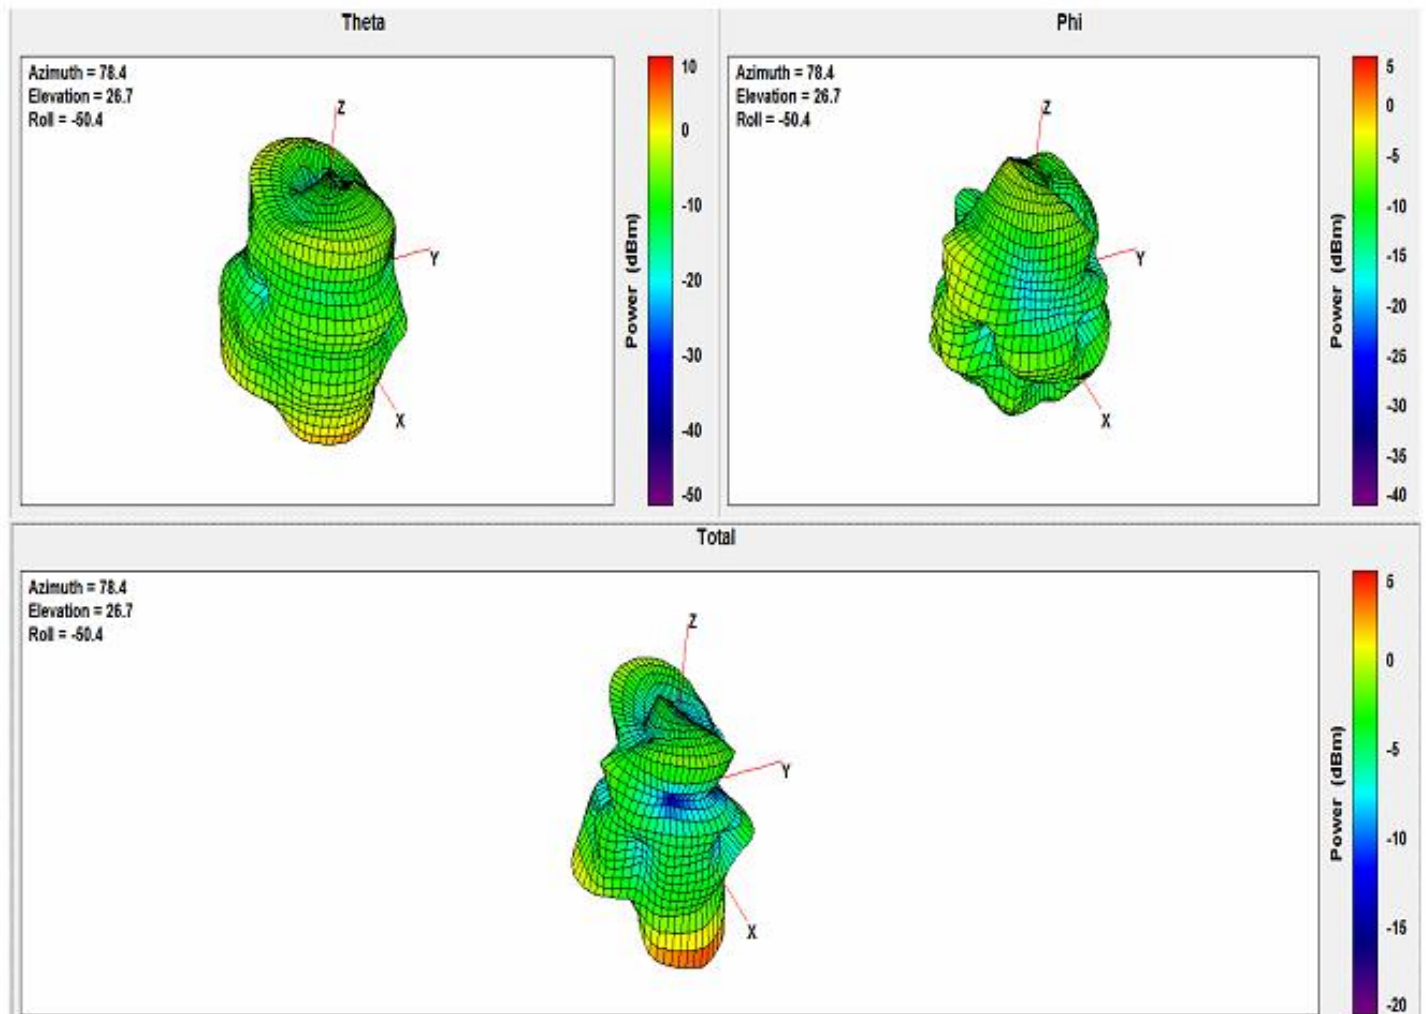 Theta
Azimuth = 78.4
Elevation = 26.7
Roll = -50.4
Z
Y
X
10
0
-10
-20
-30
-40
-50
Power (dBm)
Phi
Azimuth = 78.4
Elevation = 26.7
Roll = -50.4
Z
Y
X
5
0
-5
-10
-15
-20
-25
-30
-35
-40
Power (dBm)
Total
Azimuth = 78.4
Elevation = 26.7
Roll = -50.4
Z
Y
X
5
0
-5
-10
-15
-20
Power (dBm)